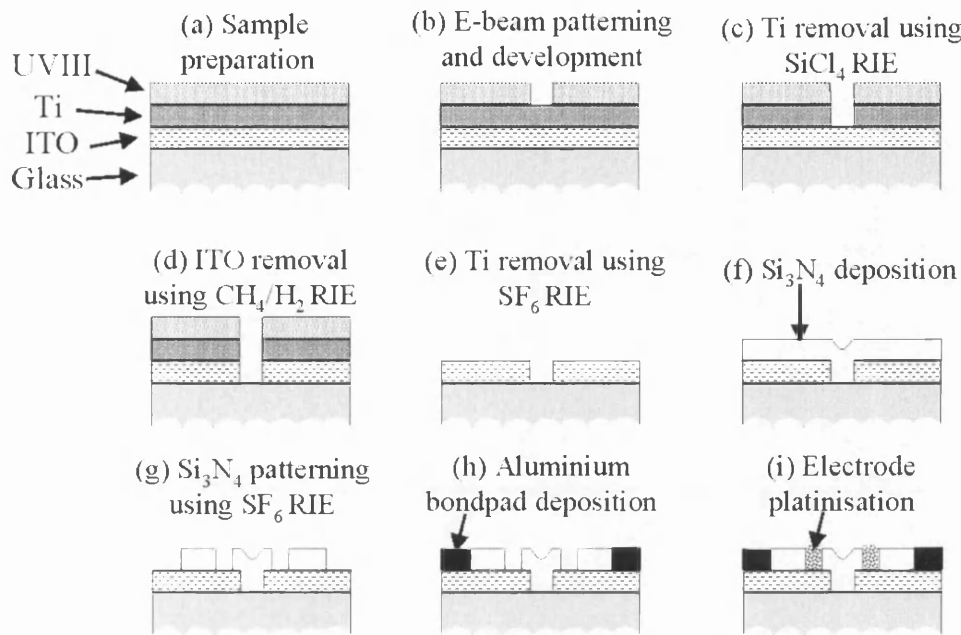 (a) Sample
preparation
(b) E-beam patterning
and development
(c) Ti removal using
SiCl₄ RIE
UVIII
Ti
ITO
Glass
(d) ITO removal
using CH₄/H₂ RIE
(e) Ti removal using
SF₆ RIE
(f) Si₃N₄ deposition
(g) Si₃N₄ patterning
using SF₆ RIE
(h) Aluminium
bondpad deposition
(i) Electrode
platinisation